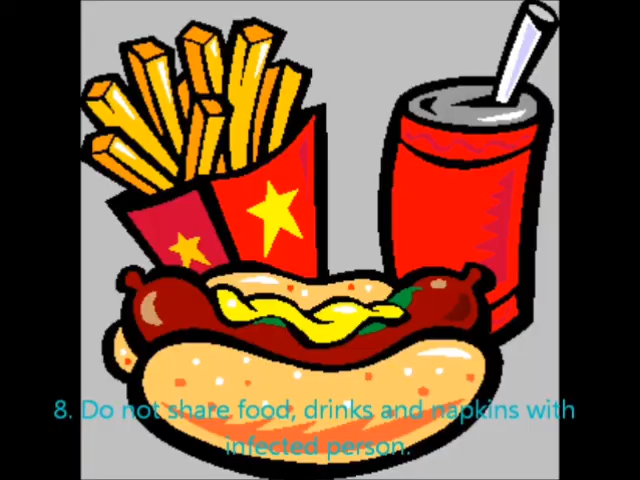 8. Do not share food, drinks and napkins with
infected person.